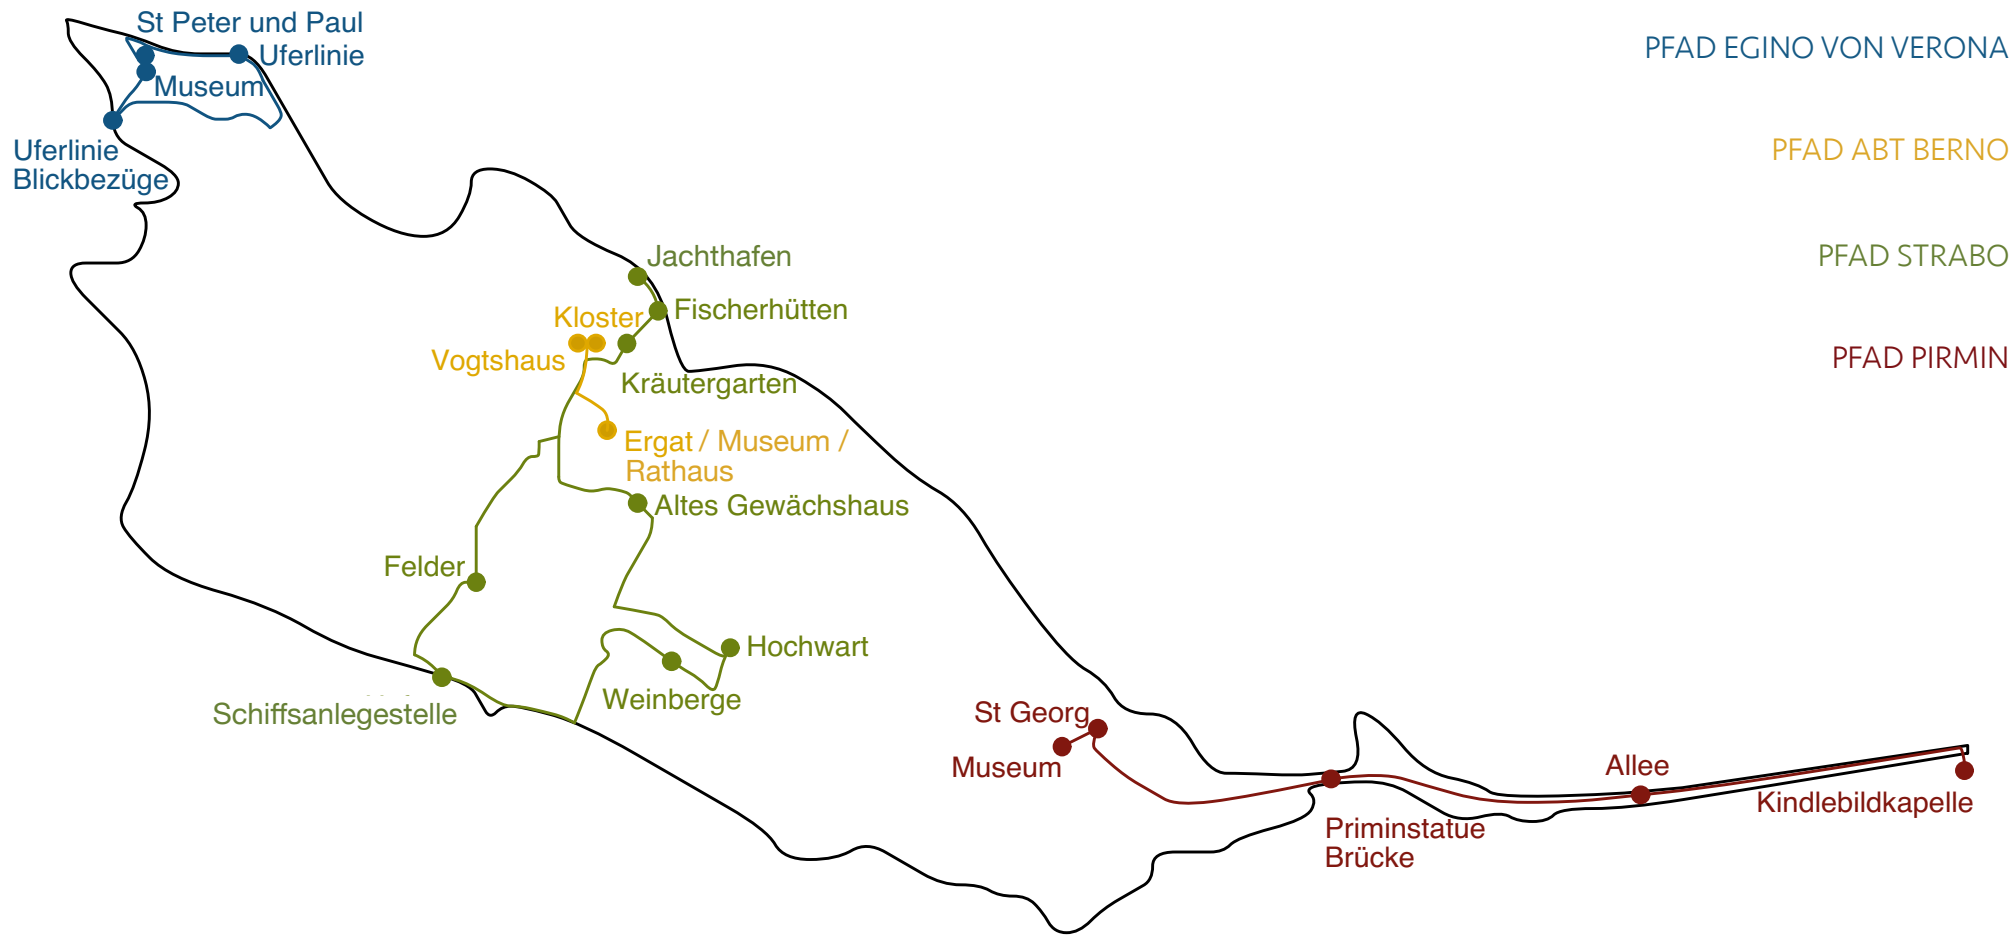 St Peter und Paul
Uferlinie
Museum
Uferlinie
Blickbezüge
PFAD EGINO VON VERONA
PFAD ABT BERNO
PFAD STRABO
PFAD PIRMIN
Jachthafen
Fischerhütten
Kloster
Vogtshaus
Kräutergarten
Ergat / Museum /
Rathaus
Altes Gewächshaus
Felder
Hochwart
Weinberge
Schiffsanlegestelle
St Georg
Museum
Priminstatue
Brücke
Allee
Kindlebildkapelle